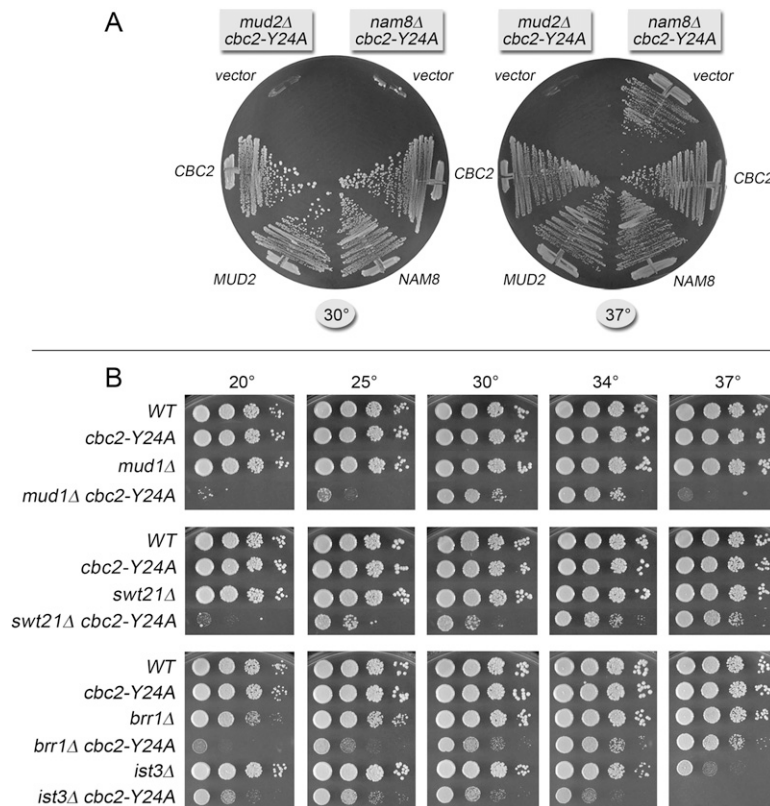 A
mud2Δ cbc2-Y24A
nam8Δ cbc2-Y24A
mud2Δ cbc2-Y24A
nam8Δ cbc2-Y24A
vector
vector
vector
vector
CBC2
CBC2
CBC2
CBC2
MUD2
NAM8
MUD2
NAM8
30°
37°
B
20° 25° 30° 34° 37°
WT
cbc2-Y24A
mud1Δ
mud1Δ cbc2-Y24A
WT
cbc2-Y24A
swt21Δ
swt21Δ cbc2-Y24A
WT
cbc2-Y24A
brr1Δ
brr1Δ cbc2-Y24A
ist3Δ
ist3Δ cbc2-Y24A